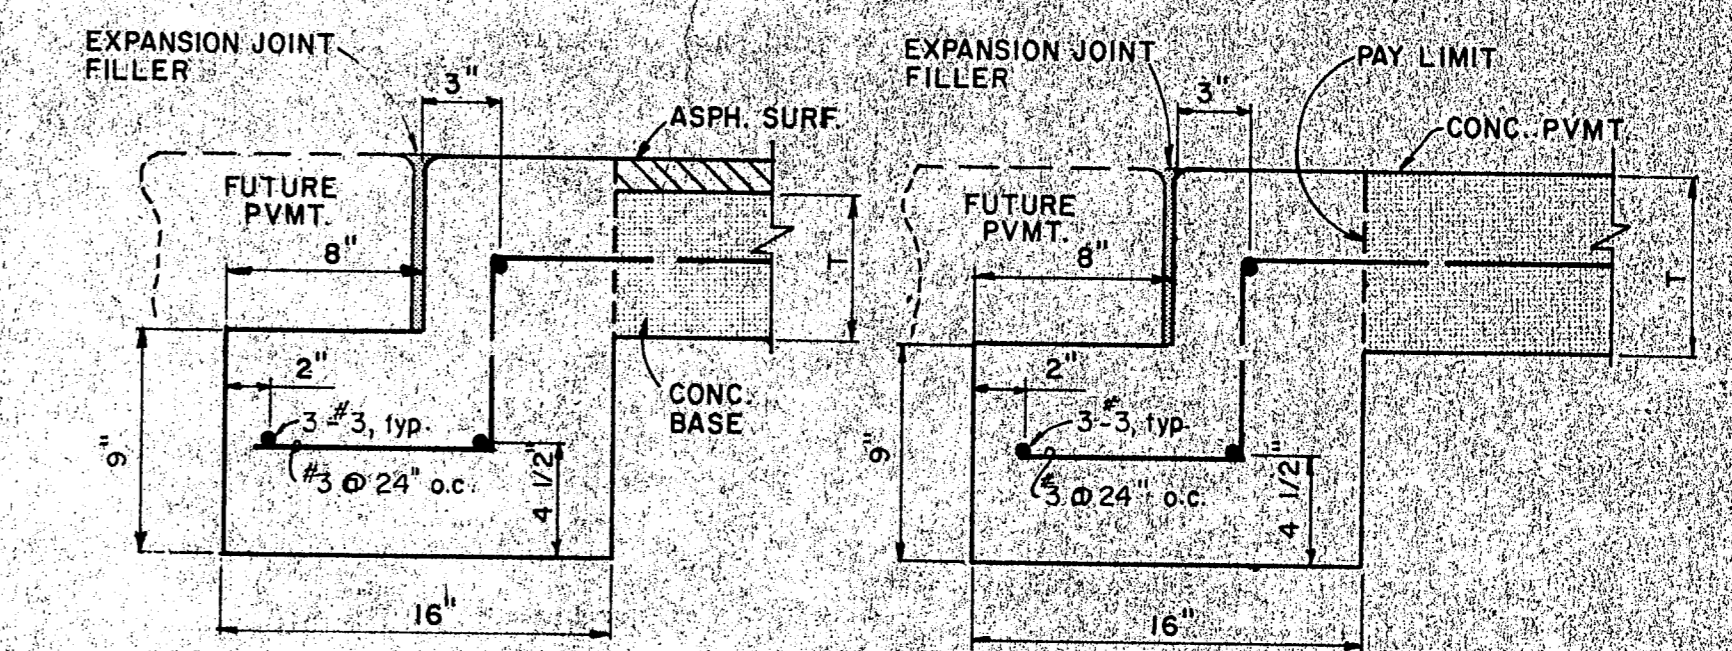 EXPANSION JOINT
FILLER
3"
ASPH. SURF.
FUTURE
PVMT.
8"
T
2"
3-#3, typ.
#3 @ 24" o.c.
CONC.
BASE
9"
4 1/2"
16"
EXPANSION JOINT
FILLER
3"
PAY LIMIT
CONC. PVMT.
FUTURE
PVMT.
8"
T
2"
3-#3, typ.
#3 @ 24" o.c.
9"
4 1/2"
16"